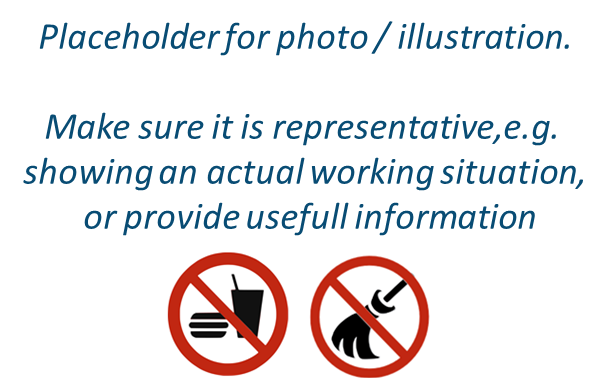 Placeholder for photo / illustration.
Make sure it is representative,e.g.
showing an actual working situation,
or provide usefull information